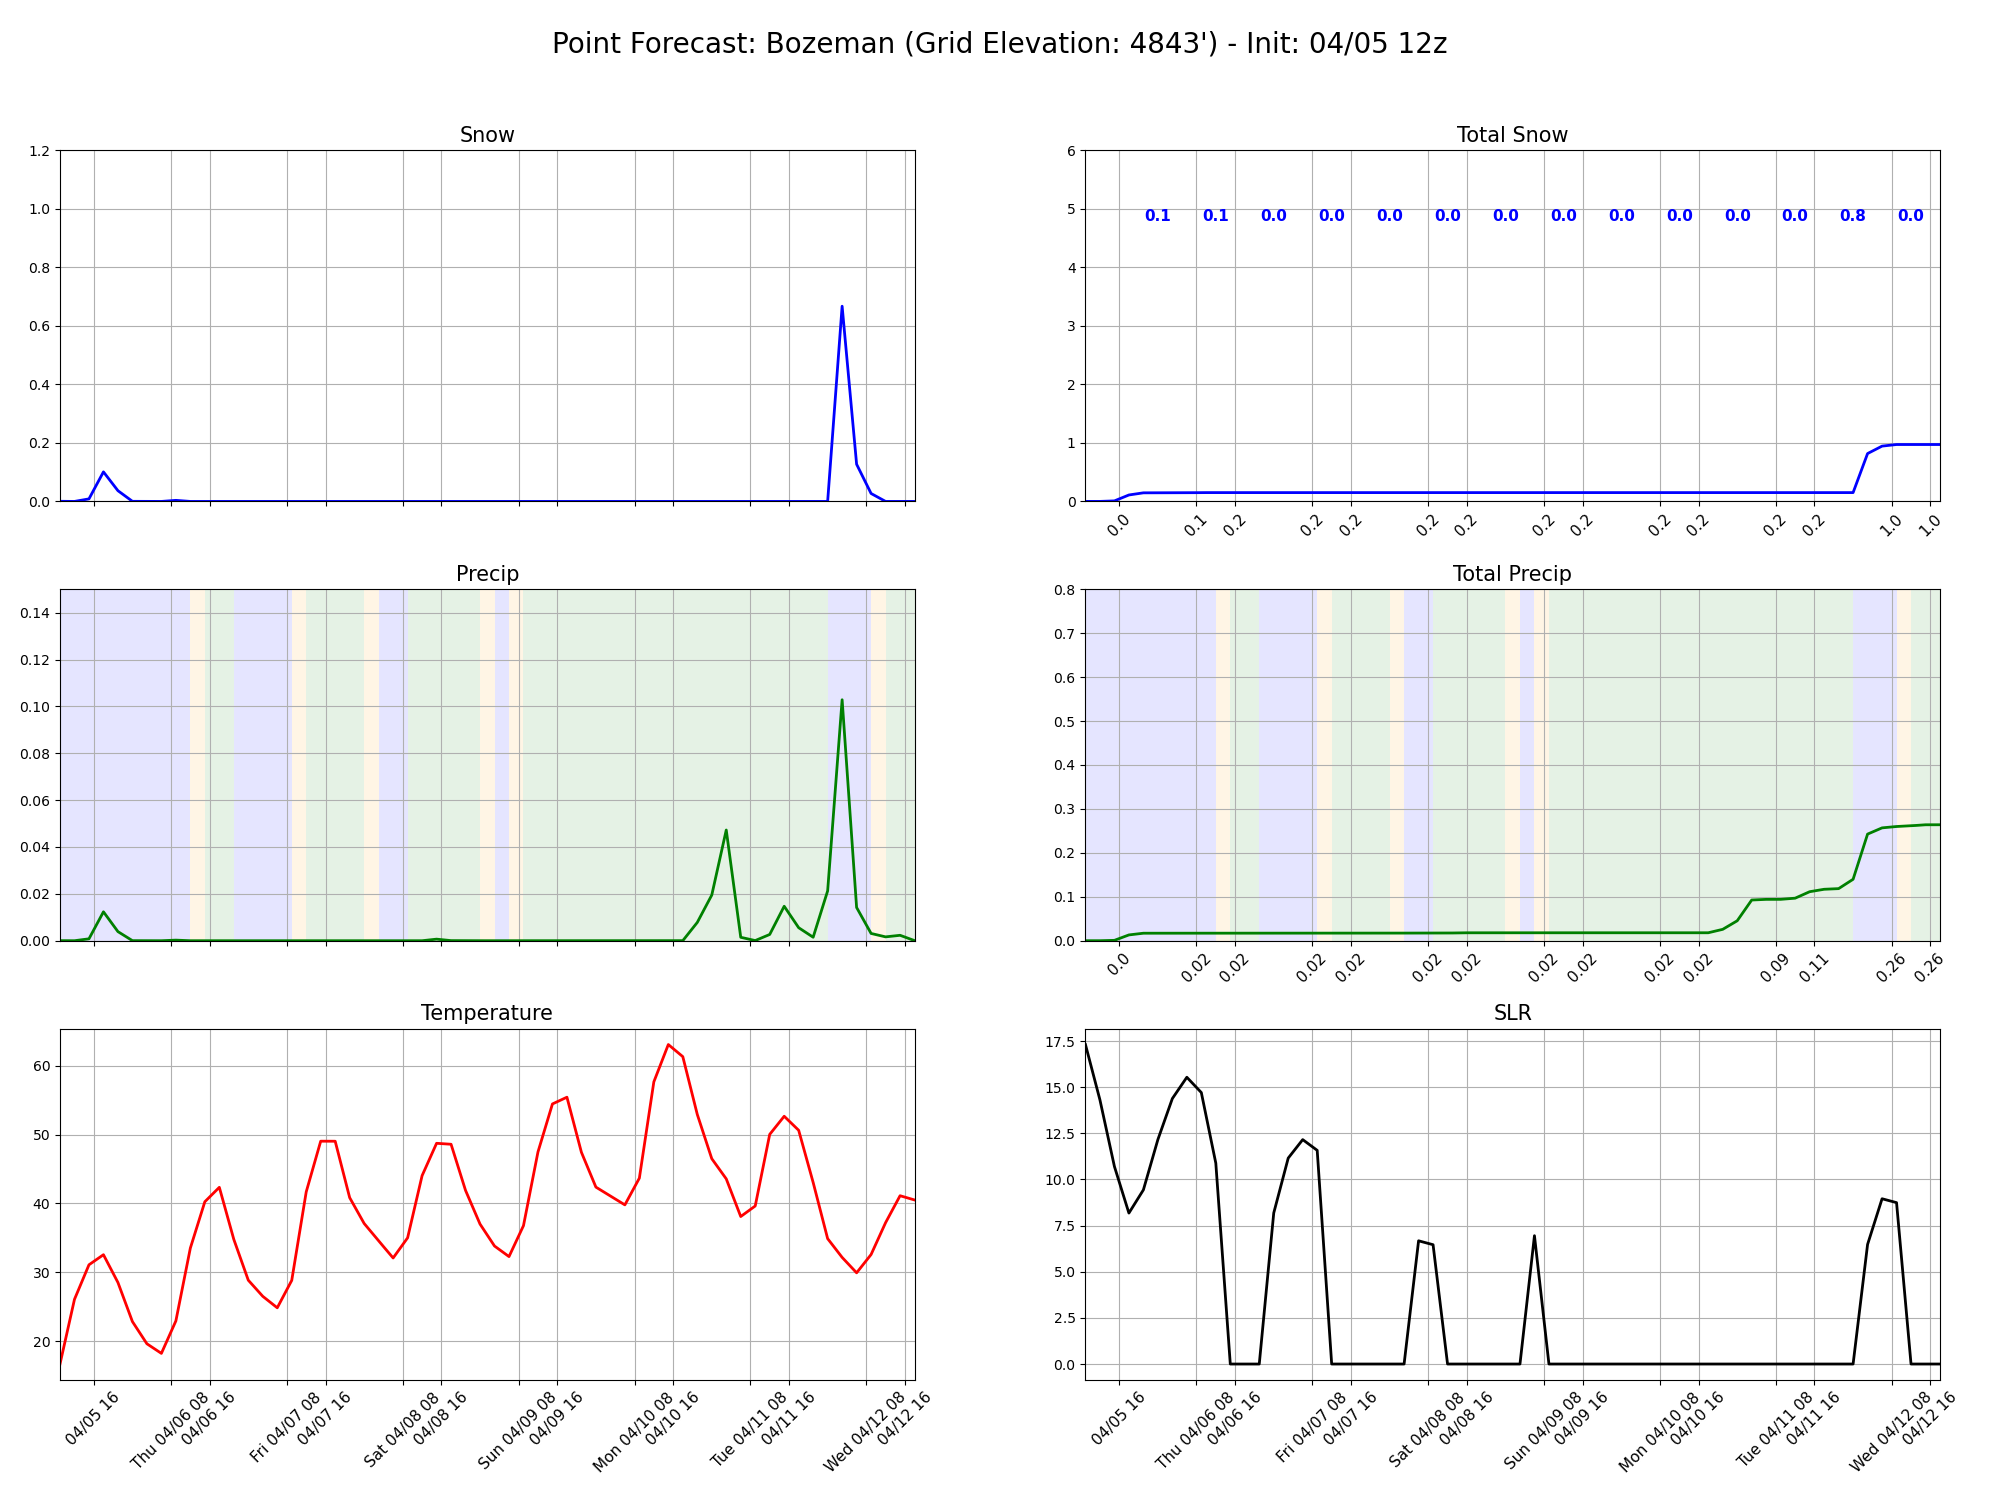 Point Forecast: Bozeman (Grid Elevation: 4843') - Init: 04/05 12z
Snow
1.2
1.0
0.8
0.6
0.4
0.2
0.0
Total Snow
6
5
4
3
2
1
0
0.1 0.1 0.0 0.0 0.0 0.0 0.0 0.0 0.0 0.0 0.0 0.0 0.8 0.0
0.0 0.1 0.2 0.2 0.2 0.2 0.2 0.2 0.2 0.2 0.2 0.2 0.2 1.0 1.0
Precip
0.14
0.12
0.10
0.08
0.06
0.04
0.02
0.00
Total Precip
0.8
0.7
0.6
0.5
0.4
0.3
0.2
0.1
0.0
0.0 0.02 0.02 0.02 0.02 0.02 0.02 0.02 0.02 0.02 0.02 0.09 0.11 0.26 0.26
Temperature
60
50
40
30
20
04/05 16
Thu 04/06 08
04/06 16
Fri 04/07 08
04/07 16
Sat 04/08 08
04/08 16
Sun 04/09 08
04/09 16
Mon 04/10 08
04/10 16
Tue 04/11 08
04/11 16
Wed 04/12 08
04/12 16
SLR
17.5
15.0
12.5
10.0
7.5
5.0
2.5
0.0
04/05 16
Thu 04/06 08
04/06 16
Fri 04/07 08
04/07 16
Sat 04/08 08
04/08 16
Sun 04/09 08
04/09 16
Mon 04/10 08
04/10 16
Tue 04/11 08
04/11 16
Wed 04/12 08
04/12 16